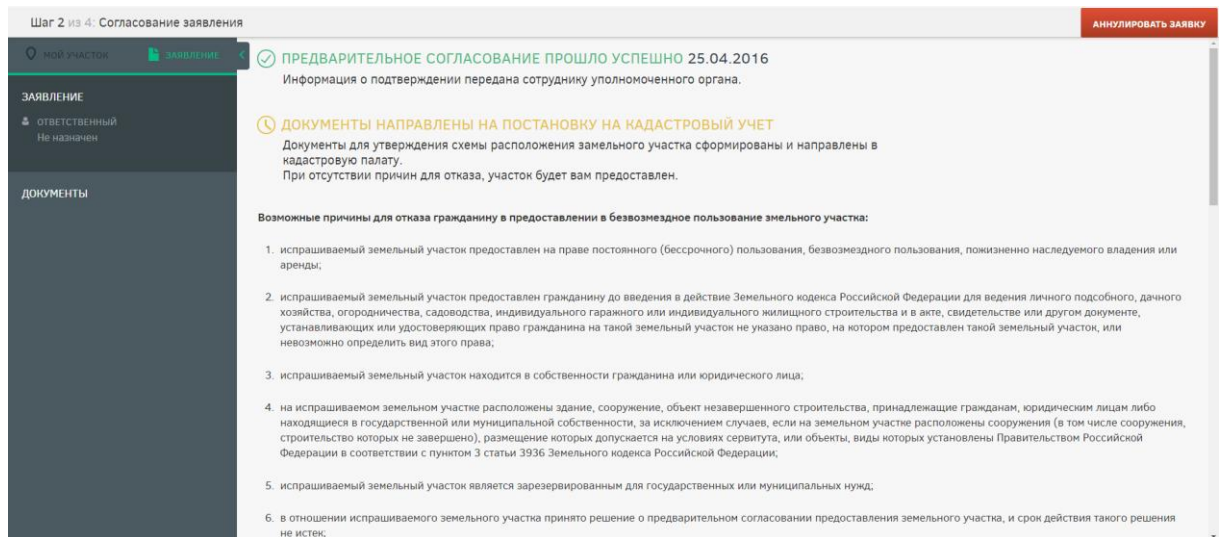 Шаг 2 из 4: Согласование заявления
АННУЛИРОВАТЬ ЗАЯВКУ
МОЙ УЧАСТОК
ЗАЯВЛЕНИЕ
ЗАЯВЛЕНИЕ
ОТВЕТСТВЕННЫЙ
Не назначен
ДОКУМЕНТЫ
ПРЕДВАРИТЕЛЬНОЕ СОГЛАСОВАНИЕ ПРОШЛО УСПЕШНО 25.04.2016
Информация о подтверждении передана сотруднику уполномоченного органа.
ДОКУМЕНТЫ НАПРАВЛЕНЫ НА ПОСТАНОВКУ НА КАДАСТРОВЫЙ УЧЕТ
Документы для утверждения схемы расположения замельного участка сформированы и направлены в
кадастровую палату.
При отсутствии причин для отказа, участок будет вам предоставлен.
Возможные причины для отказа гражданину в предоставлении в безвозмездное пользование змельного участка:
1. испрашиваемый земельный участок предоставлен на праве постоянного (бессрочного) пользования, безвозмездного пользования, пожизненно наследуемого владения или
аренды;
2. испрашиваемый земельный участок предоставлен гражданину до введения в действие Земельного кодекса Российской Федерации для ведения личного подсобного, дачного
хозяйства, огородничества, садоводства, индивидуального гаражного или индивидуального жилищного строительства и в акте, свидетельстве или другом документе,
устанавливающих или удостоверяющих право гражданина на такой земельный участок не указано право, на котором предоставлен такой земельный участок, или
невозможно определить вид этого права;
3. испрашиваемый земельный участок находится в собственности гражданина или юридического лица;
4. на испрашиваемом земельном участке расположены здание, сооружение, объект незавершенного строительства, принадлежащие гражданам, юридическим лицам либо
находящиеся в государственной или муниципальной собственности, за исключением случаев, если на земельном участке расположены сооружения (в том числе сооружения,
строительство которых не завершено), размещение которых допускается на условиях сервитута, или объекты, виды которых установлены Правительством Российской
Федерации в соответствии с пунктом 3 статьи 3936 Земельного кодекса Российской Федерации;
5. испрашиваемый земельный участок является зарезервированным для государственных или муниципальных нужд;
6. в отношении испрашиваемого земельного участка принято решение о предварительном согласовании предоставления земельного участка, и срок действия такого решения
не истек;